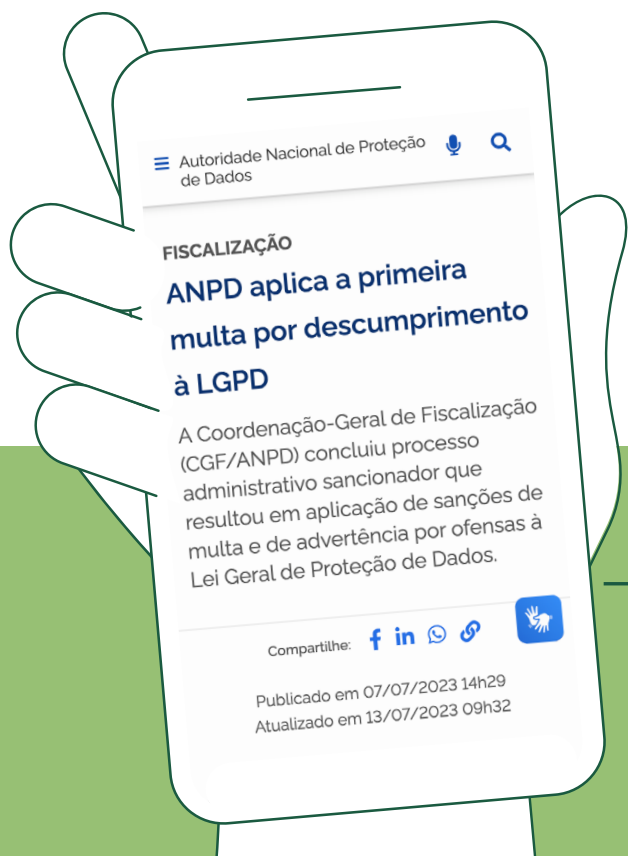 Autoridade Nacional de Proteção
de Dados
FISCALIZAÇÃO
ANPD aplica a primeira
multa por descumprimento
à LGPD
A Coordenação-Geral de Fiscalização
(CGF/ANPD) concluiu processo
administrativo sancionador que
resultou em aplicação de sanções de
multa e de advertência por ofensas à
Lei Geral de Proteção de Dados.
Compartilhe:
Publicado em 07/07/2023 14h29
Atualizado em 13/07/2023 09h32